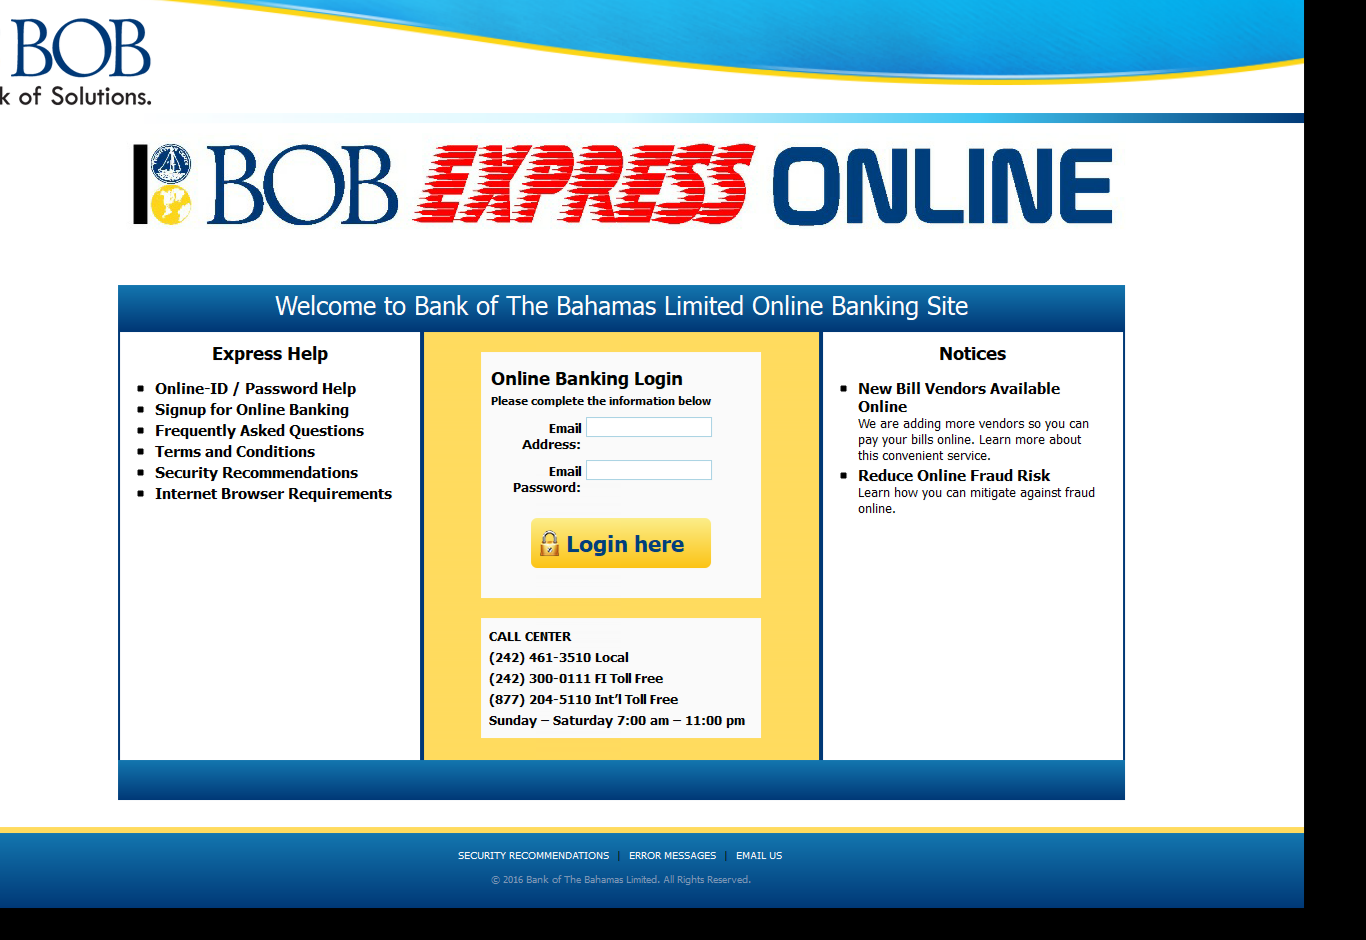 BOB
k of Solutions.
BOB EXPRESS ONLINE
Welcome to Bank of The Bahamas Limited Online Banking Site
Express Help
Online-ID / Password Help
Signup for Online Banking
Frequently Asked Questions
Terms and Conditions
Security Recommendations
Internet Browser Requirements
Online Banking Login
Please complete the information below
Email
Address:
Email
Password:
Login here
CALL CENTER
(242) 461-3510 Local
(242) 300-0111 FI Toll Free
(877) 204-5110 Int’l Toll Free
Sunday – Saturday 7:00 am – 11:00 pm
Notices
New Bill Vendors Available
Online
We are adding more vendors so you can
pay your bills online. Learn more about
this convenient service.
Reduce Online Fraud Risk
Learn how you can mitigate against fraud
online.
SECURITY RECOMMENDATIONS | ERROR MESSAGES | EMAIL US
© 2016 Bank of The Bahamas Limited. All Rights Reserved.